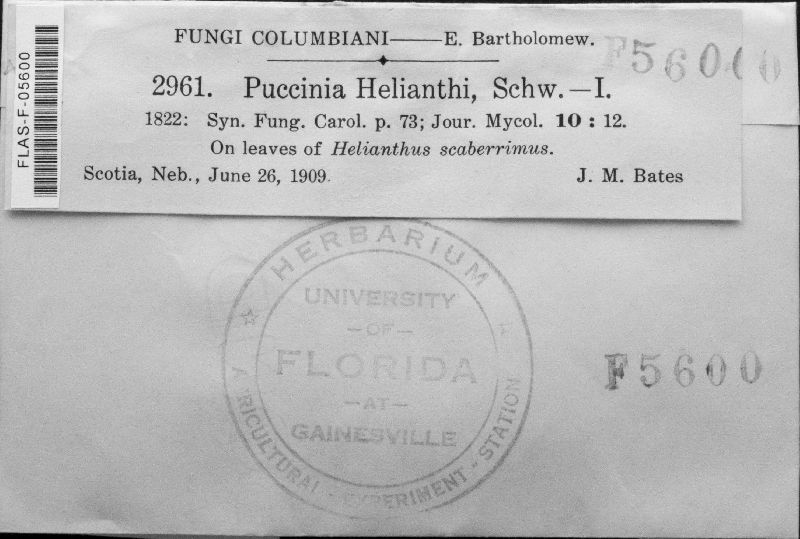 FLAS-F-05600
FUNGI COLUMBIANI——E. Bartholomew.
F5600
2961. Puccinia Helianthi, Schw.—I.
1822: Syn. Fung. Carol. p. 73; Jour. Mycol. 10 : 12.
On leaves of Helianthus scaberrimus.
Scotia, Neb., June 26, 1909.
J. M. Bates
HERBARIUM
UNIVERSITY
—OF—
FLORIDA
—AT—
GAINESVILLE
AGRICULTURAL - EXPERIMENT - STATION
F5600